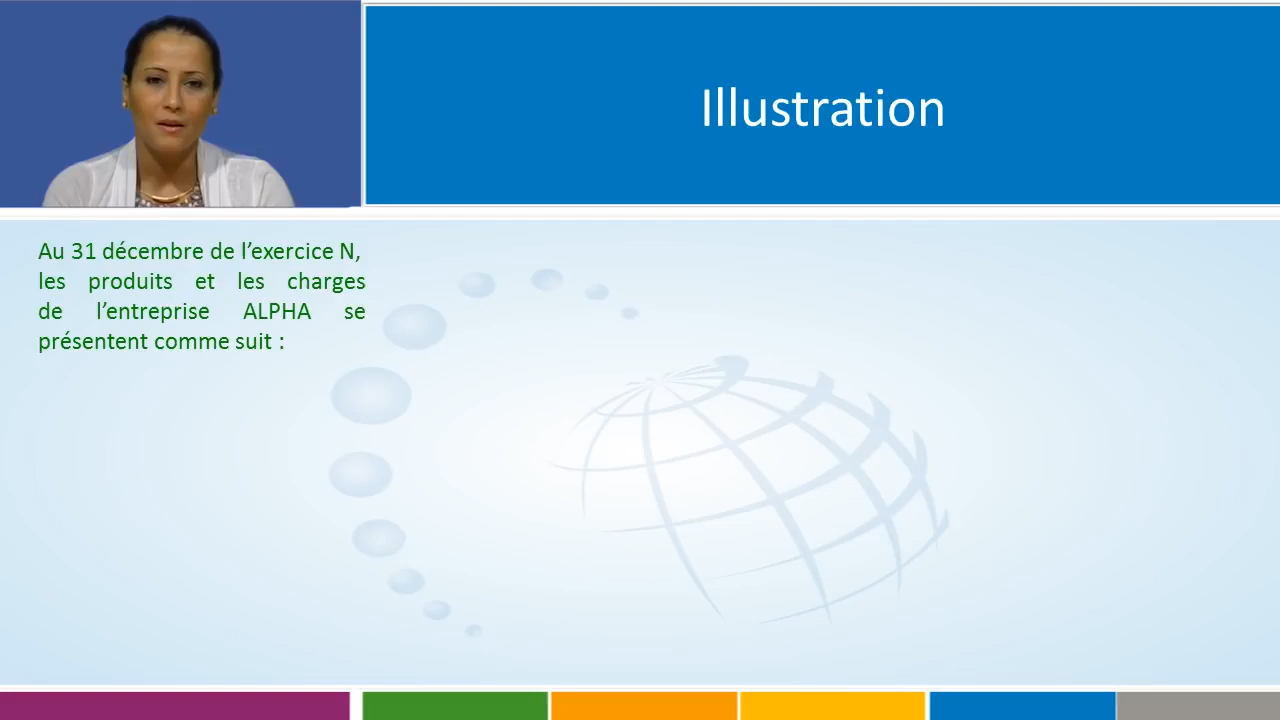 Illustration
Au 31 décembre de l’exercice N,
les produits et les charges
de l’entreprise ALPHA se
présentent comme suit :